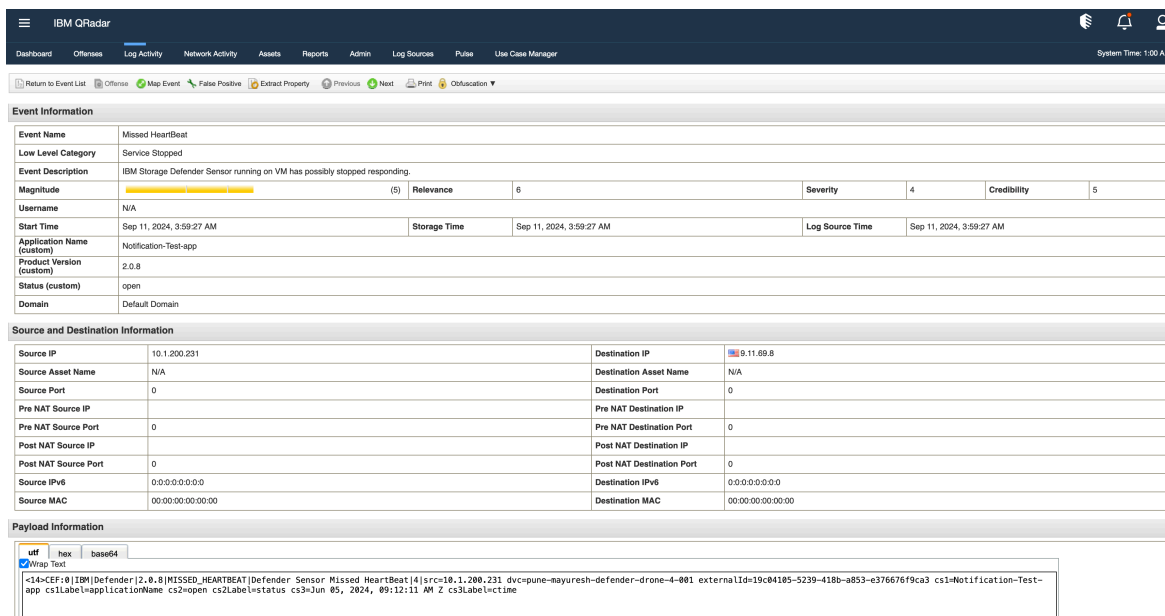 IBM QRadar
Dashboard Offenses Log Activity Network Activity Assets Reports Admin Log Sources Pulse Use Case Manager System Time: 1:00 A
Return to Event List Offense Map Event False Positive Extract Property Previous Next Print Obfuscation ▼
Event Information
Event Name Missed HeartBeat
Low Level Category Service Stopped
Event Description IBM Storage Defender Sensor running on VM has possibly stopped responding.
Magnitude (5) Relevance 6 Severity 4 Credibility 5
Username N/A
Start Time Sep 11, 2024, 3:59:27 AM Storage Time Sep 11, 2024, 3:59:27 AM Log Source Time Sep 11, 2024, 3:59:27 AM
Application Name
(custom) Notification-Test-app
Product Version
(custom) 2.0.8
Status (custom) open
Domain Default Domain
Source and Destination Information
Source IP 10.1.200.231 Destination IP 9.11.69.8
Source Asset Name N/A Destination Asset Name N/A
Source Port 0 Destination Port 0
Pre NAT Source IP Pre NAT Destination IP
Pre NAT Source Port 0 Pre NAT Destination Port 0
Post NAT Source IP Post NAT Destination IP
Post NAT Source Port 0 Post NAT Destination Port 0
Source IPv6 0:0:0:0:0:0:0:0 Destination IPv6 0:0:0:0:0:0:0:0
Source MAC 00:00:00:00:00:00 Destination MAC 00:00:00:00:00:00
Payload Information
utf hex base64
Wrap Text
<14>CEF:0|IBM|Defender|2.0.8|MISSED_HEARTBEAT|Defender Sensor Missed HeartBeat|4|src=10.1.200.231 dvc=pune-mayuresh-defender-drone-4-001 externalId=19c04105-5239-418b-a853-e376676f9ca3 cs1=Notification-Test-
app cs1Label=applicationName cs2=open cs2Label=status cs3=Jun 05, 2024, 09:12:11 AM Z cs3Label=ctime